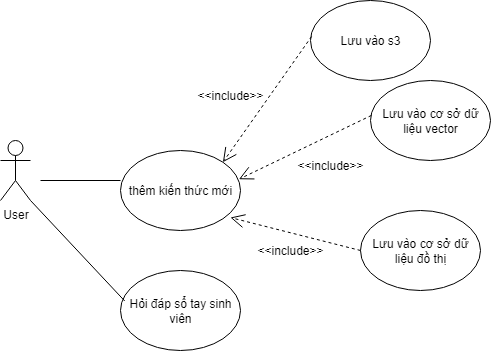 Lưu vào s3
<<include>>
Lưu vào cơ sở dữ
liệu vector
<<include>>
thêm kiến thức mới
User
Lưu vào cơ sở dữ
liệu đồ thị
<<include>>
Hỏi đáp sổ tay sinh
viên